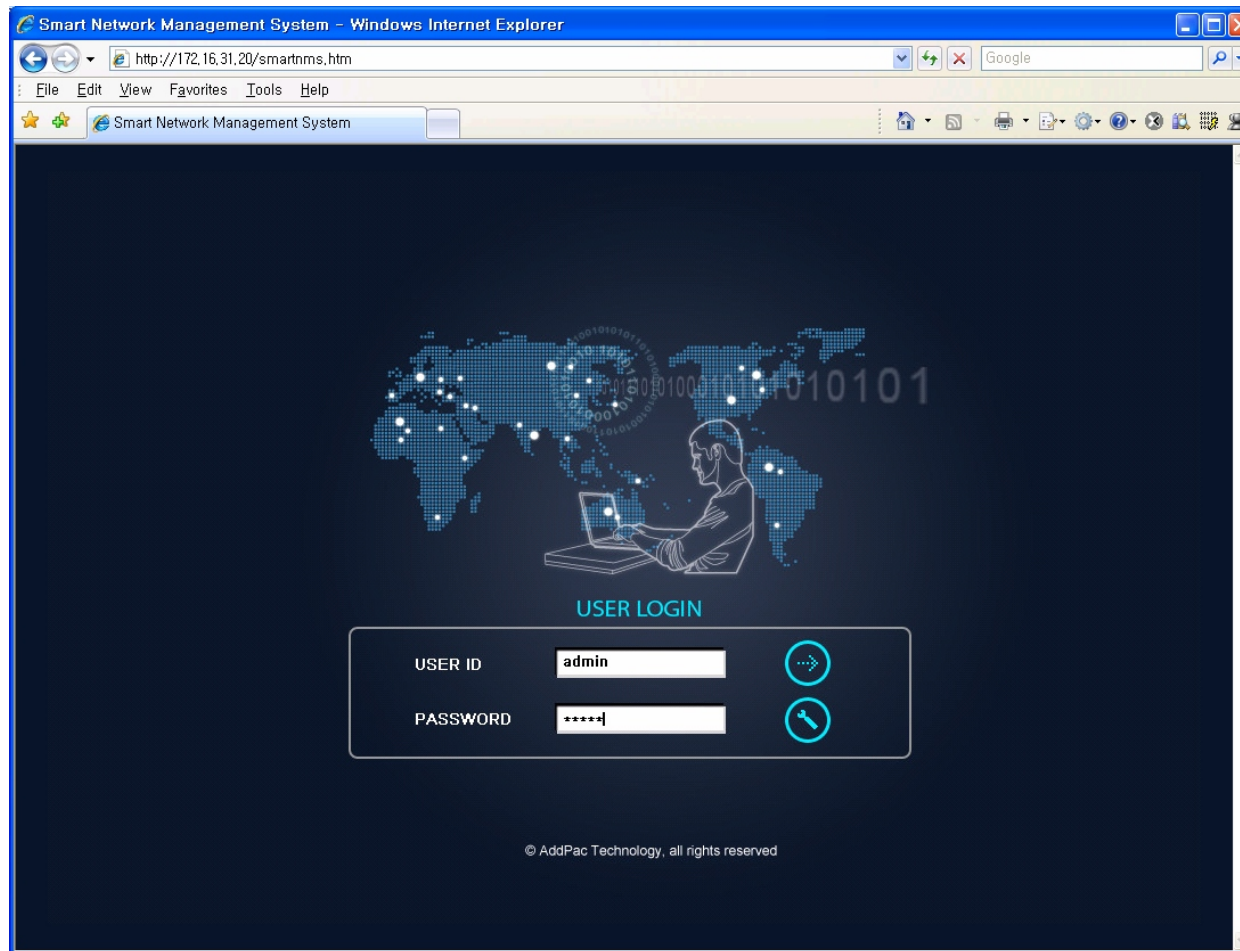 Smart Network Management System - Windows Internet Explorer
http://172,16,31,20/smartnms,htm
Google
File Edit View Favorites Tools Help
Smart Network Management System
USER LOGIN
USER ID
admin
PASSWORD
*****
© AddPac Technology, all rights reserved